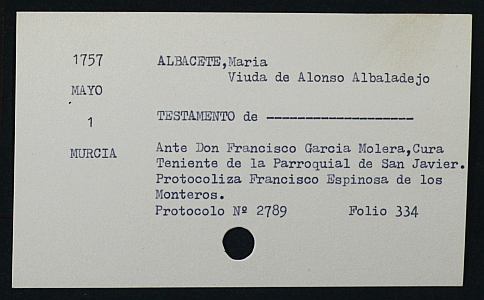 1757 ALBACETE,Maria
Viuda de Alonso Albaladejo
MAYO
1 TESTAMENTO de -------------------
MURCIA Ante Don Francisco Garcia Molera,Cura
Teniente de la Parroquial de San Javier.
Protocoliza Francisco Espinosa de los
Monteros.
Protocolo Nº 2789 Folio 334